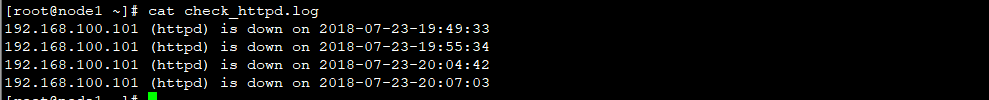 [root@node1 ~]# cat check_httpd.log
192.168.100.101 (httpd) is down on 2018-07-23-19:49:33
192.168.100.101 (httpd) is down on 2018-07-23-19:55:34
192.168.100.101 (httpd) is down on 2018-07-23-20:04:42
192.168.100.101 (httpd) is down on 2018-07-23-20:07:03
[root@node1 ~]#